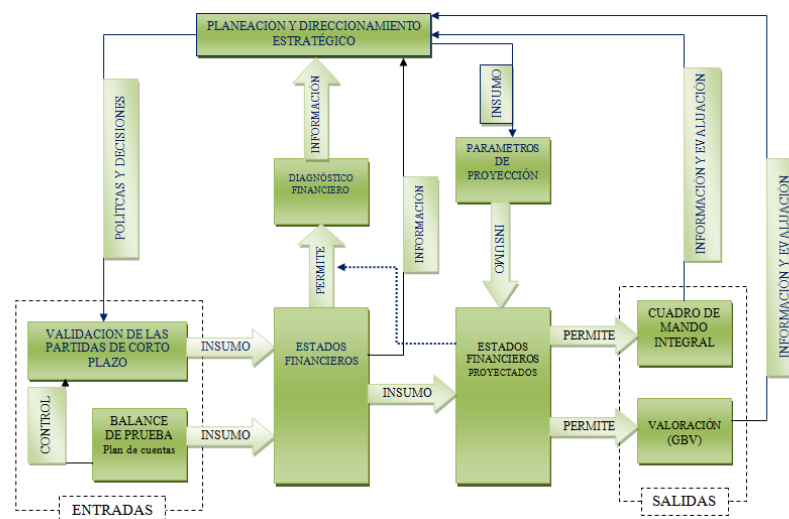 PLANEACIÓN Y DIRECCIONAMIENTO
ESTRATÉGICO
POLÍTCAS Y DECISIONES
INFORMACIÓN
INSUMO
INFORMACIÓN Y EVALUACIÓN
INFORMACIÓN Y EVALUACIÓN
DIAGNÓSTICO
FINANCIERO
PARAMETROS
DE
PROYECCIÓN
INFORMACIÓN
PERMITE
INSUMO
VALIDACIÓN DE LAS
PARTIDAS DE CORTO
PLAZO
INSUMO
ESTADOS
FINANCIEROS
INSUMO
ESTADOS
FINANCIEROS
PROYECTADOS
PERMITE
CUADRO DE
MANDO
INTEGRAL
CONTROL
BALANCE
DE PRUEBA
Plan de cuentas
INSUMO
PERMITE
VALORACIÓN
(GBV)
ENTRADAS
SALIDAS